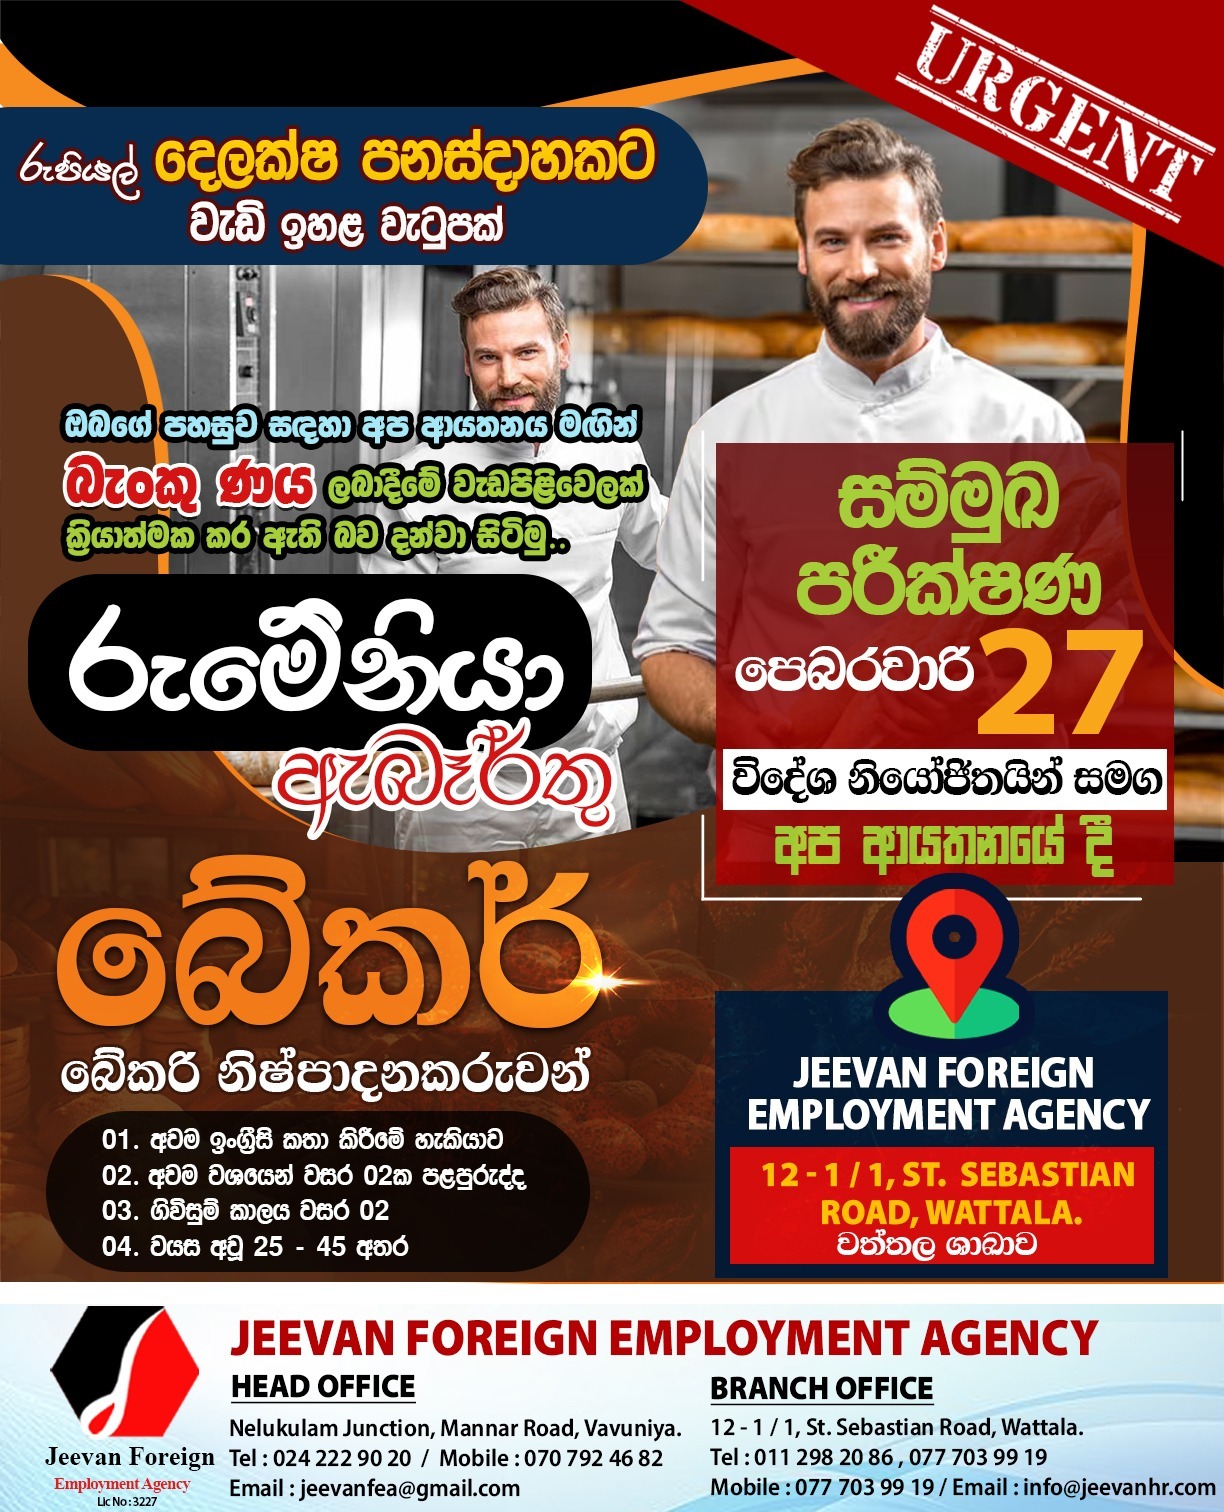 URGENT
රුපියල් දෙලක්ෂ පනස්දාහකට
වැඩි ඉහළ වැටුපක්
ඔබගේ පහසුව සඳහා අප ආයතනය මඟින්
බැංකු ණය ලබාදීමේ වැඩපිළිවෙලක්
ක්‍රියාත්මක කර ඇති බව දන්වා සිටිමු..
රුමේනියා
ඇබෑර්තු
බේකර්
බේකරි නිෂ්පාදනකරුවන්
01. අවම ඉංග්‍රීසි කතා කිරීමේ හැකියාව
02. අවම වශයෙන් වසර 02ක පළපුරුද්ද
03. ගිවිසුම් කාලය වසර 02
04. වයස අවු 25 - 45 අතර
සම්මුඛ
පරීක්ෂණ
පෙබරවාරි 27
විදේශ නියෝජිතයින් සමග
අප ආයතනයේ දී
JEEVAN FOREIGN
EMPLOYMENT AGENCY
12 - 1 / 1, ST. SEBASTIAN
ROAD, WATTALA.
වත්තල ශාඛාව
Jeevan Foreign
Employment Agency
Lic No : 3227
JEEVAN FOREIGN EMPLOYMENT AGENCY
HEAD OFFICE
Nelukulam Junction, Mannar Road, Vavuniya.
Tel : 024 222 90 20 / Mobile : 070 792 46 82
Email : jeevanfea@gmail.com
BRANCH OFFICE
12 - 1 / 1, St. Sebastian Road, Wattala.
Tel : 011 298 20 86 , 077 703 99 19
Mobile : 077 703 99 19 / Email : info@jeevanhr.com